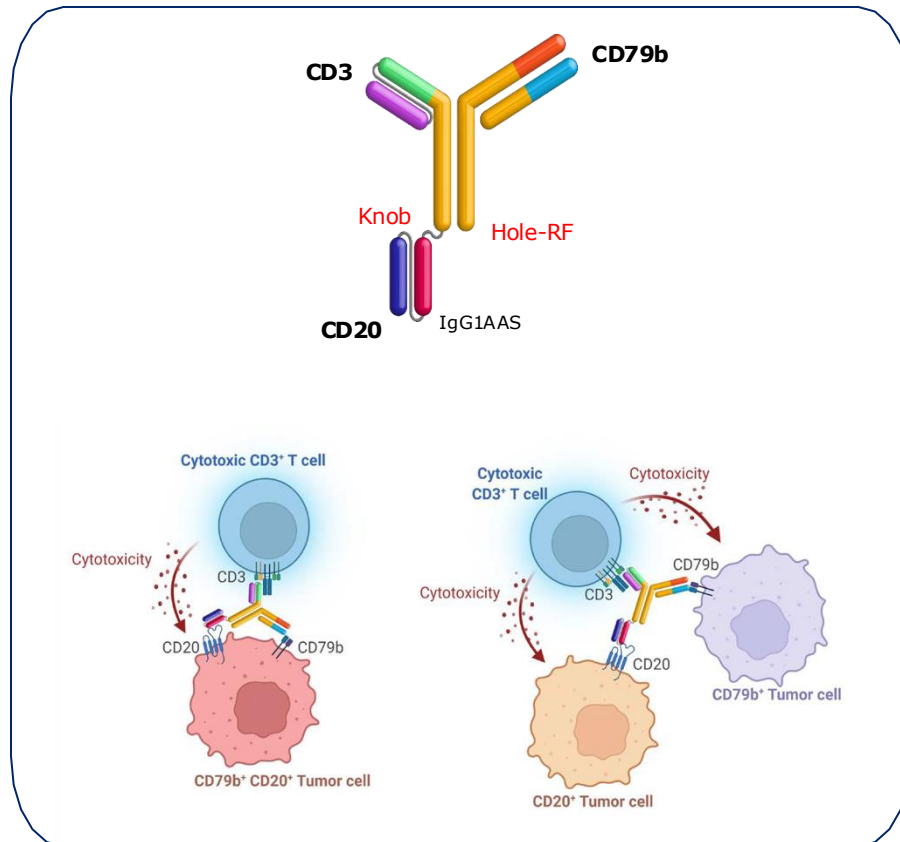 CD3
CD79b
Knob
Hole-RF
CD20
IgG1AAS
Cytotoxic CD3⁺ T cell
Cytotoxicity
CD3
CD20
CD79b
CD79b⁺ CD20⁺ Tumor cell
Cytotoxic
CD3⁺ T cell
Cytotoxicity
Cytotoxicity
CD3
CD79b
CD20
CD79b⁺ Tumor cell
CD20⁺ Tumor cell